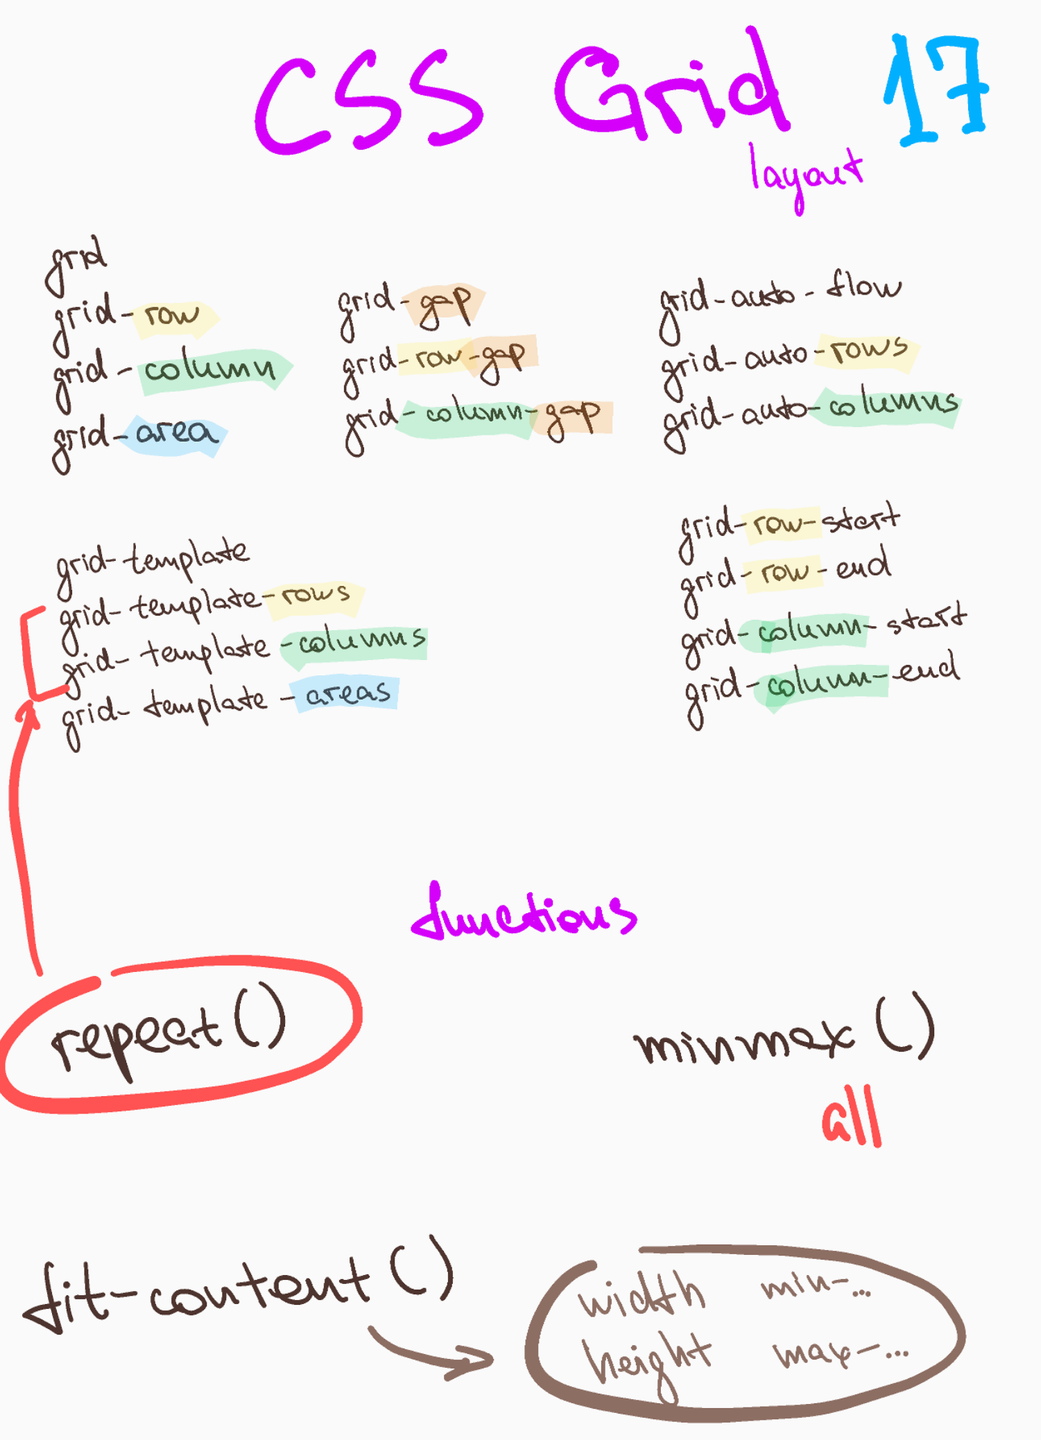 CSS Grid 17
layout
grid
grid-row
grid-column
grid-area
grid-gap
grid-row-gap
grid-column-gap
grid-auto-flow
grid-auto-rows
grid-auto-columns
grid-template
grid-template-rows
grid-template-columns
grid-template-areas
grid-row-start
grid-row-end
grid-column-start
grid-column-end
functions
repeat()
minmax()
all
fit-content()
width min-...
height max-...